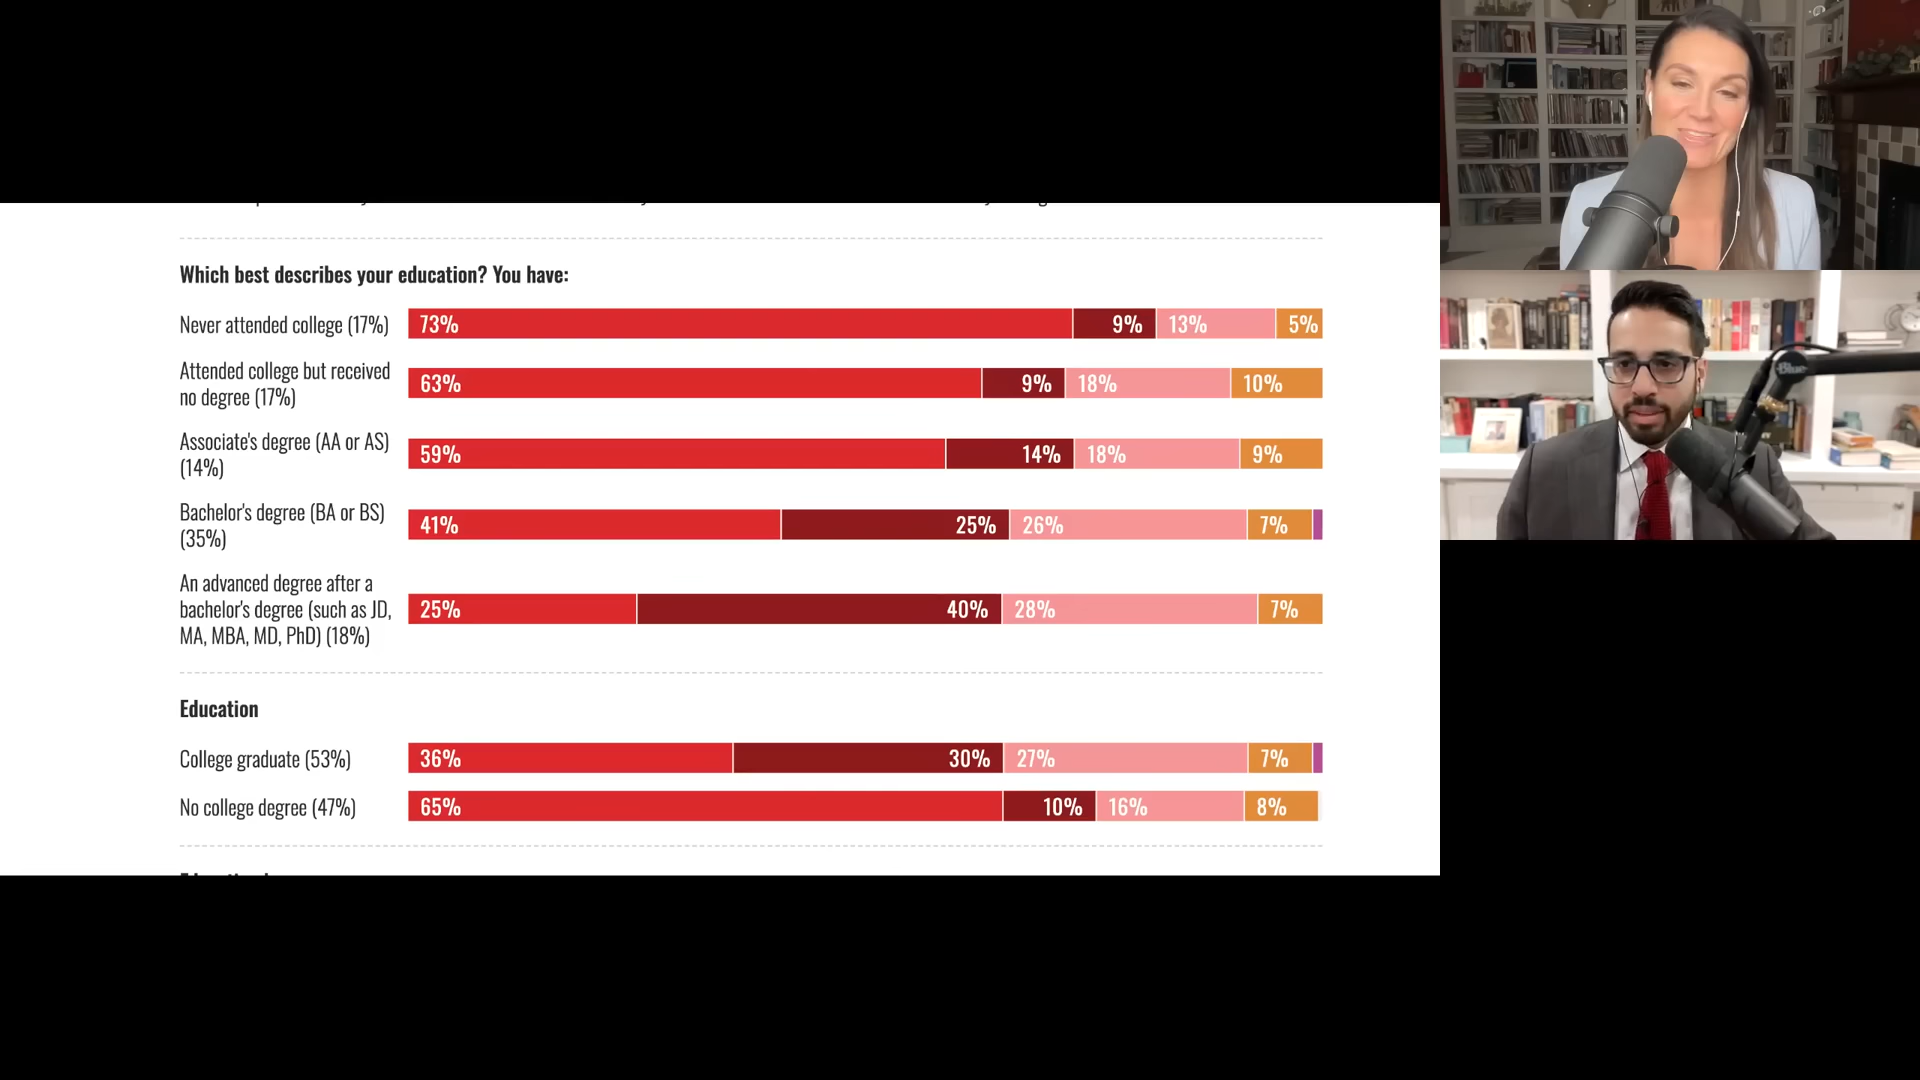 Which best describes your education? You have:
Never attended college (17%)
73% 9% 13% 5%
Attended college but received
no degree (17%)
63% 9% 18% 10%
Associate's degree (AA or AS)
(14%)
59% 14% 18% 9%
Bachelor's degree (BA or BS)
(35%)
41% 25% 26% 7%
An advanced degree after a
bachelor's degree (such as JD,
MA, MBA, MD, PhD) (18%)
25% 40% 28% 7%
Education
College graduate (53%)
36% 30% 27% 7%
No college degree (47%)
65% 10% 16% 8%
Blue